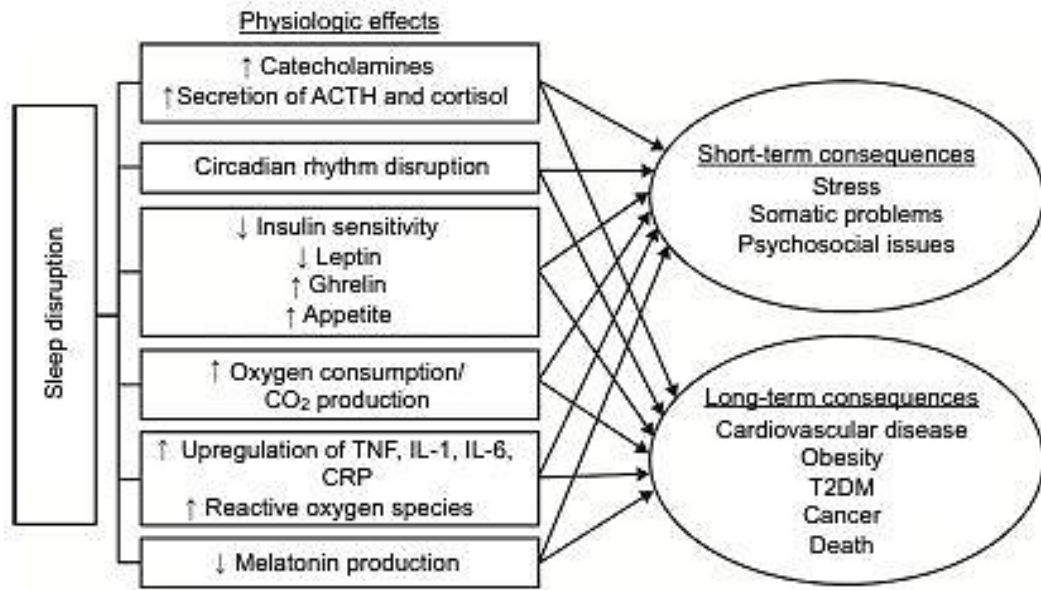 Physiologic effects
Sleep disruption
↑ Catecholamines
↑ Secretion of ACTH and cortisol
Circadian rhythm disruption
↓ Insulin sensitivity
↓ Leptin
↑ Ghrelin
↑ Appetite
↑ Oxygen consumption/
CO₂ production
↑ Upregulation of TNF, IL-1, IL-6,
CRP
↑ Reactive oxygen species
↓ Melatonin production
Short-term consequences
Stress
Somatic problems
Psychosocial issues
Long-term consequences
Cardiovascular disease
Obesity
T2DM
Cancer
Death